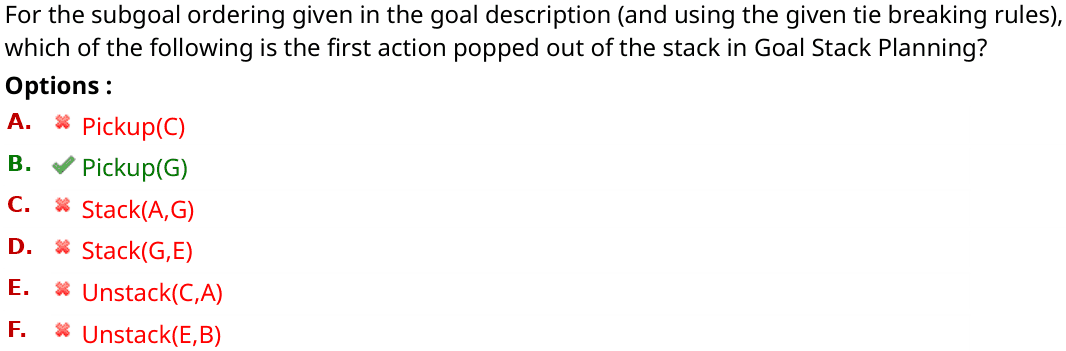 For the subgoal ordering given in the goal description (and using the given tie breaking rules),
which of the following is the first action popped out of the stack in Goal Stack Planning?
Options :
A. Pickup(C)
B. Pickup(G)
C. Stack(A,G)
D. Stack(G,E)
E. Unstack(C,A)
F. Unstack(E,B)